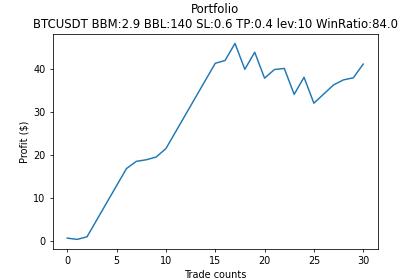 Portfolio
BTCUSDT BBM:2.9 BBL:140 SL:0.6 TP:0.4 lev:10 WinRatio:84.0
Profit ($)
40
30
20
10
0
0 5 10 15 20 25 30
Trade counts